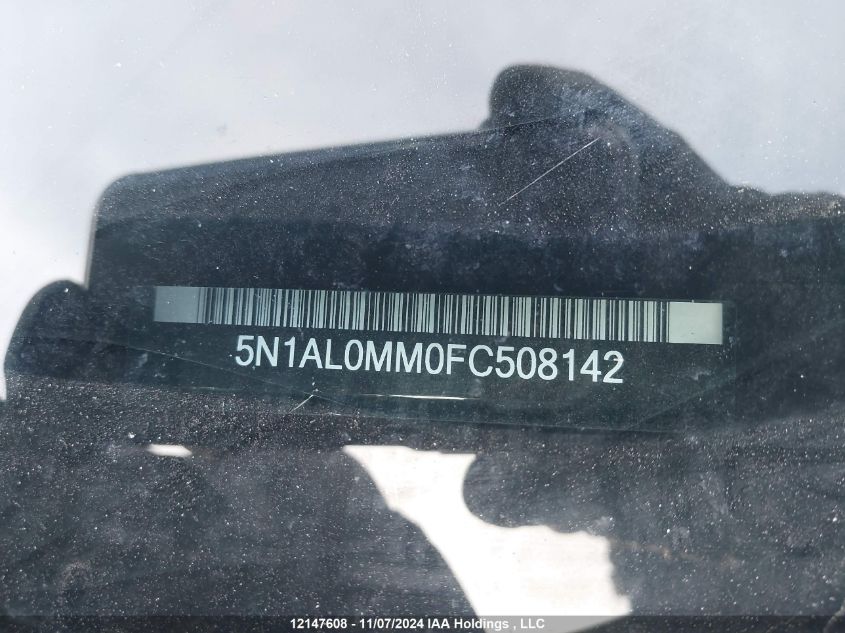 5N1AL0MM0FC508142
12147608 - 11/07/2024 IAA Holdings , LLC